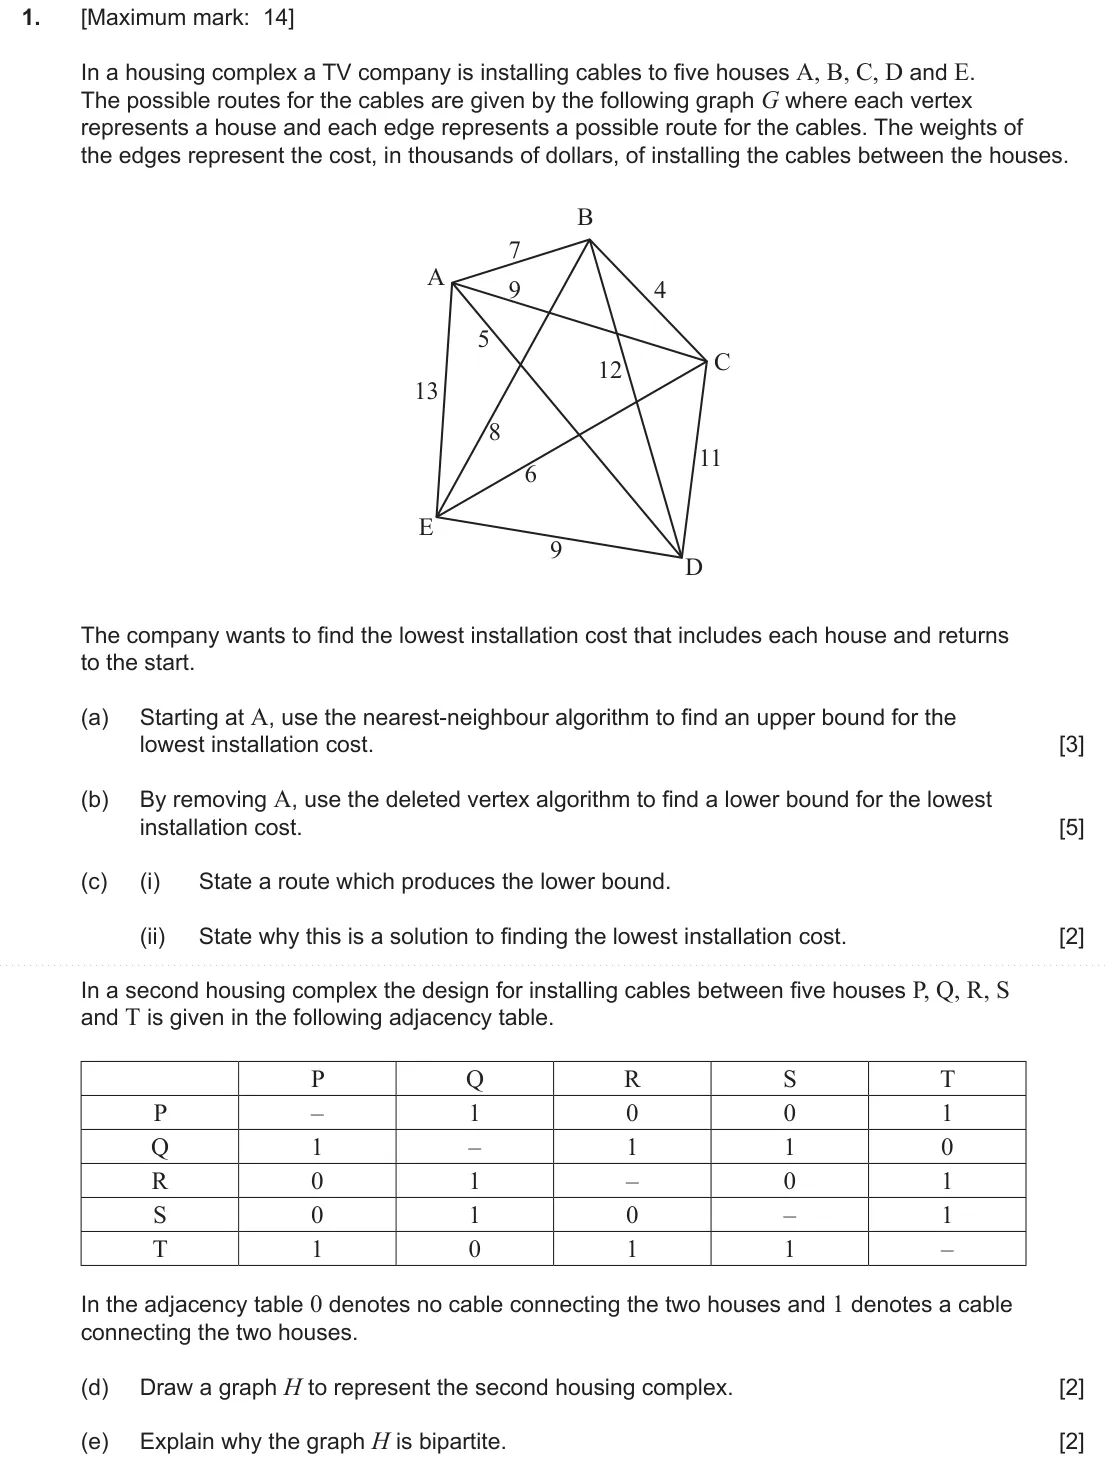 1. [Maximum mark: 14]
In a housing complex a TV company is installing cables to five houses A, B, C, D and E.
The possible routes for the cables are given by the following graph G where each vertex
represents a house and each edge represents a possible route for the cables. The weights of
the edges represent the cost, in thousands of dollars, of installing the cables between the houses.
B
7
A
9
4
5
12
C
13
8
11
6
E
9
D
The company wants to find the lowest installation cost that includes each house and returns
to the start.
(a) Starting at A, use the nearest-neighbour algorithm to find an upper bound for the
lowest installation cost. [3]
(b) By removing A, use the deleted vertex algorithm to find a lower bound for the lowest
installation cost. [5]
(c) (i) State a route which produces the lower bound.
(ii) State why this is a solution to finding the lowest installation cost. [2]
In a second housing complex the design for installing cables between five houses P, Q, R, S
and T is given in the following adjacency table.
P Q R S T
P – 1 0 0 1
Q 1 – 1 1 0
R 0 1 – 0 1
S 0 1 0 – 1
T 1 0 1 1 –
In the adjacency table 0 denotes no cable connecting the two houses and 1 denotes a cable
connecting the two houses.
(d) Draw a graph H to represent the second housing complex. [2]
(e) Explain why the graph H is bipartite. [2]